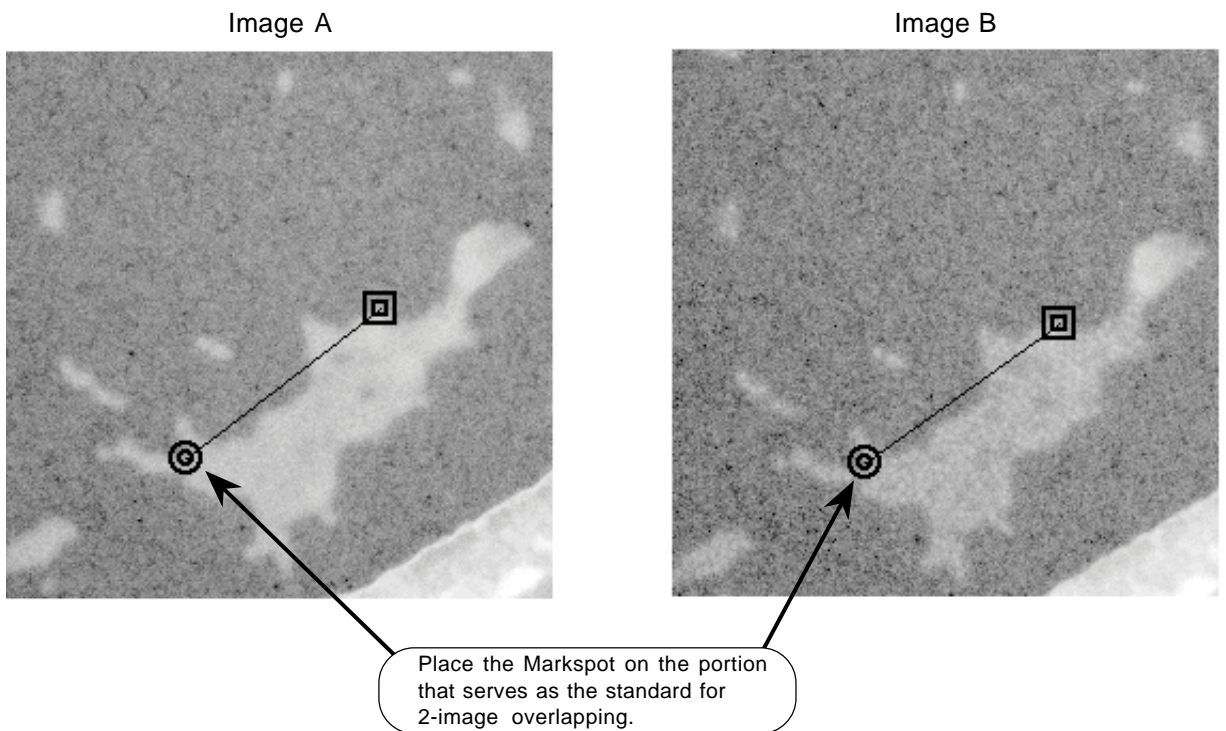 Image A
Image B
Place the Markspot on the portion
that serves as the standard for
2-image overlapping.